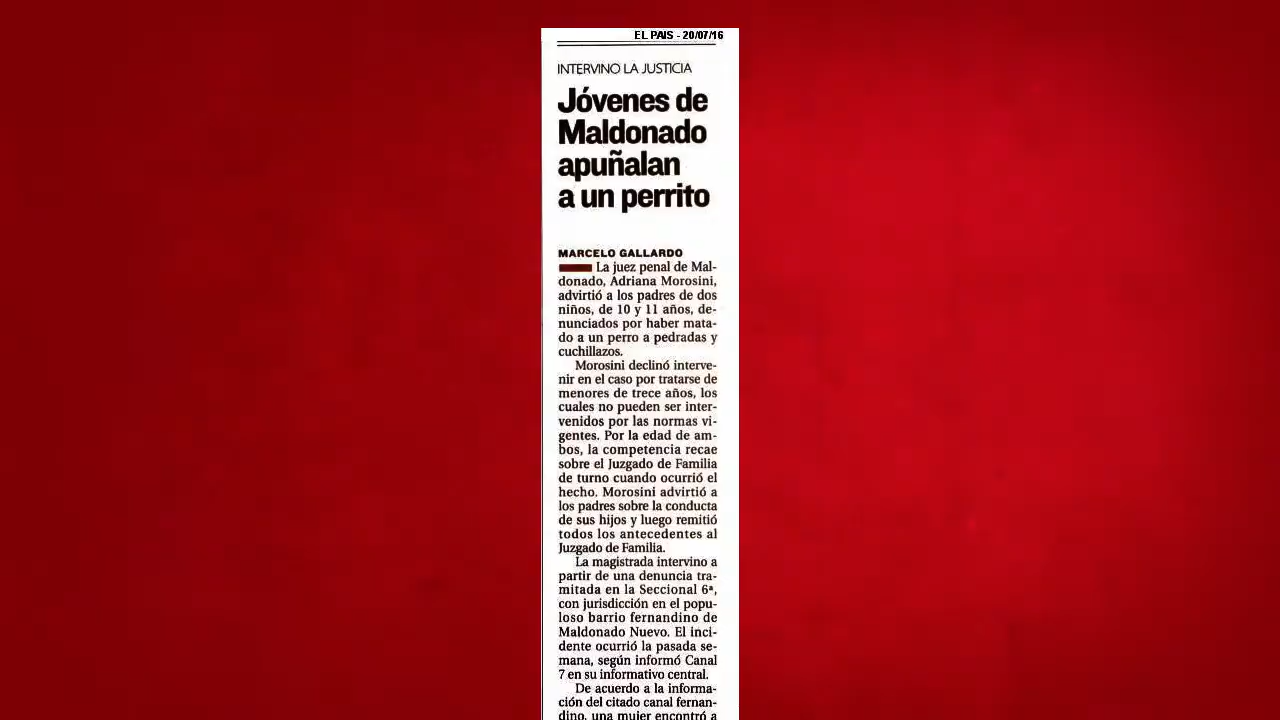 EL PAIS - 20/07/16
INTERVINO LA JUSTICIA
Jóvenes de
Maldonado
apuñalan
a un perrito
MARCELO GALLARDO
La juez penal de Mal-
donado, Adriana Morosini,
advirtió a los padres de dos
niños, de 10 y 11 años, de-
nunciados por haber mata-
do a un perro a pedradas y
cuchillazos.
Morosini declinó interve-
nir en el caso por tratarse de
menores de trece años, los
cuales no pueden ser inter-
venidos por las normas vi-
gentes. Por la edad de am-
bos, la competencia recae
sobre el Juzgado de Familia
de turno cuando ocurrió el
hecho. Morosini advirtió a
los padres sobre la conducta
de sus hijos y luego remitió
todos los antecedentes al
Juzgado de Familia.
La magistrada intervino a
partir de una denuncia tra-
mitada en la Seccional 6ª,
con jurisdicción en el popu-
loso barrio fernandino de
Maldonado Nuevo. El inci-
dente ocurrió la pasada se-
mana, según informó Canal
7 en su informativo central.
De acuerdo a la informa-
ción del citado canal fernan-
dino, una mujer encontró a